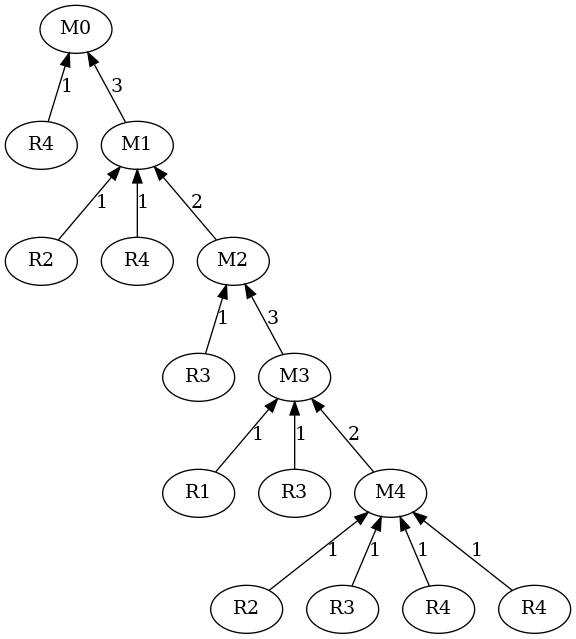 M0
1 3
R4 M1
1 1 2
R2 R4 M2
1 3
R3 M3
1 1 2
R1 R3 M4
1 1 1 1
R2 R3 R4 R4